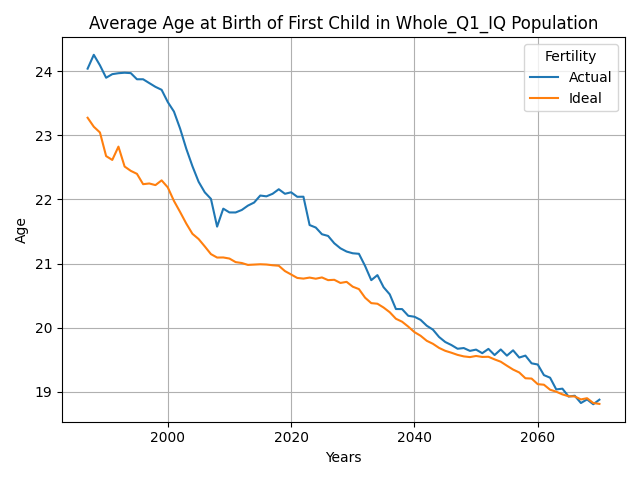 Average Age at Birth of First Child in Whole_Q1_IQ Population
Fertility
Actual
Ideal
24
23
22
21
20
19
Age
2000
2020
2040
2060
Years